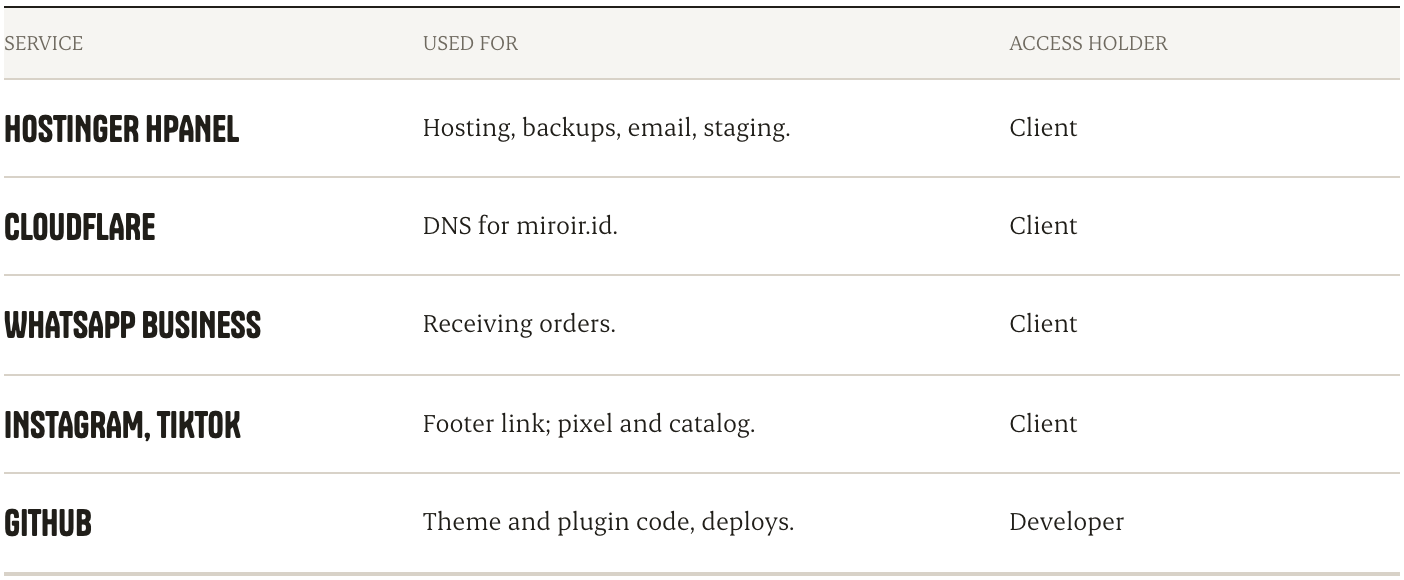 SERVICE USED FOR ACCESS HOLDER
HOSTINGER HPANEL Hosting, backups, email, staging. Client
CLOUDFLARE DNS for miroir.id. Client
WHATSAPP BUSINESS Receiving orders. Client
INSTAGRAM, TIKTOK Footer link; pixel and catalog. Client
GITHUB Theme and plugin code, deploys. Developer